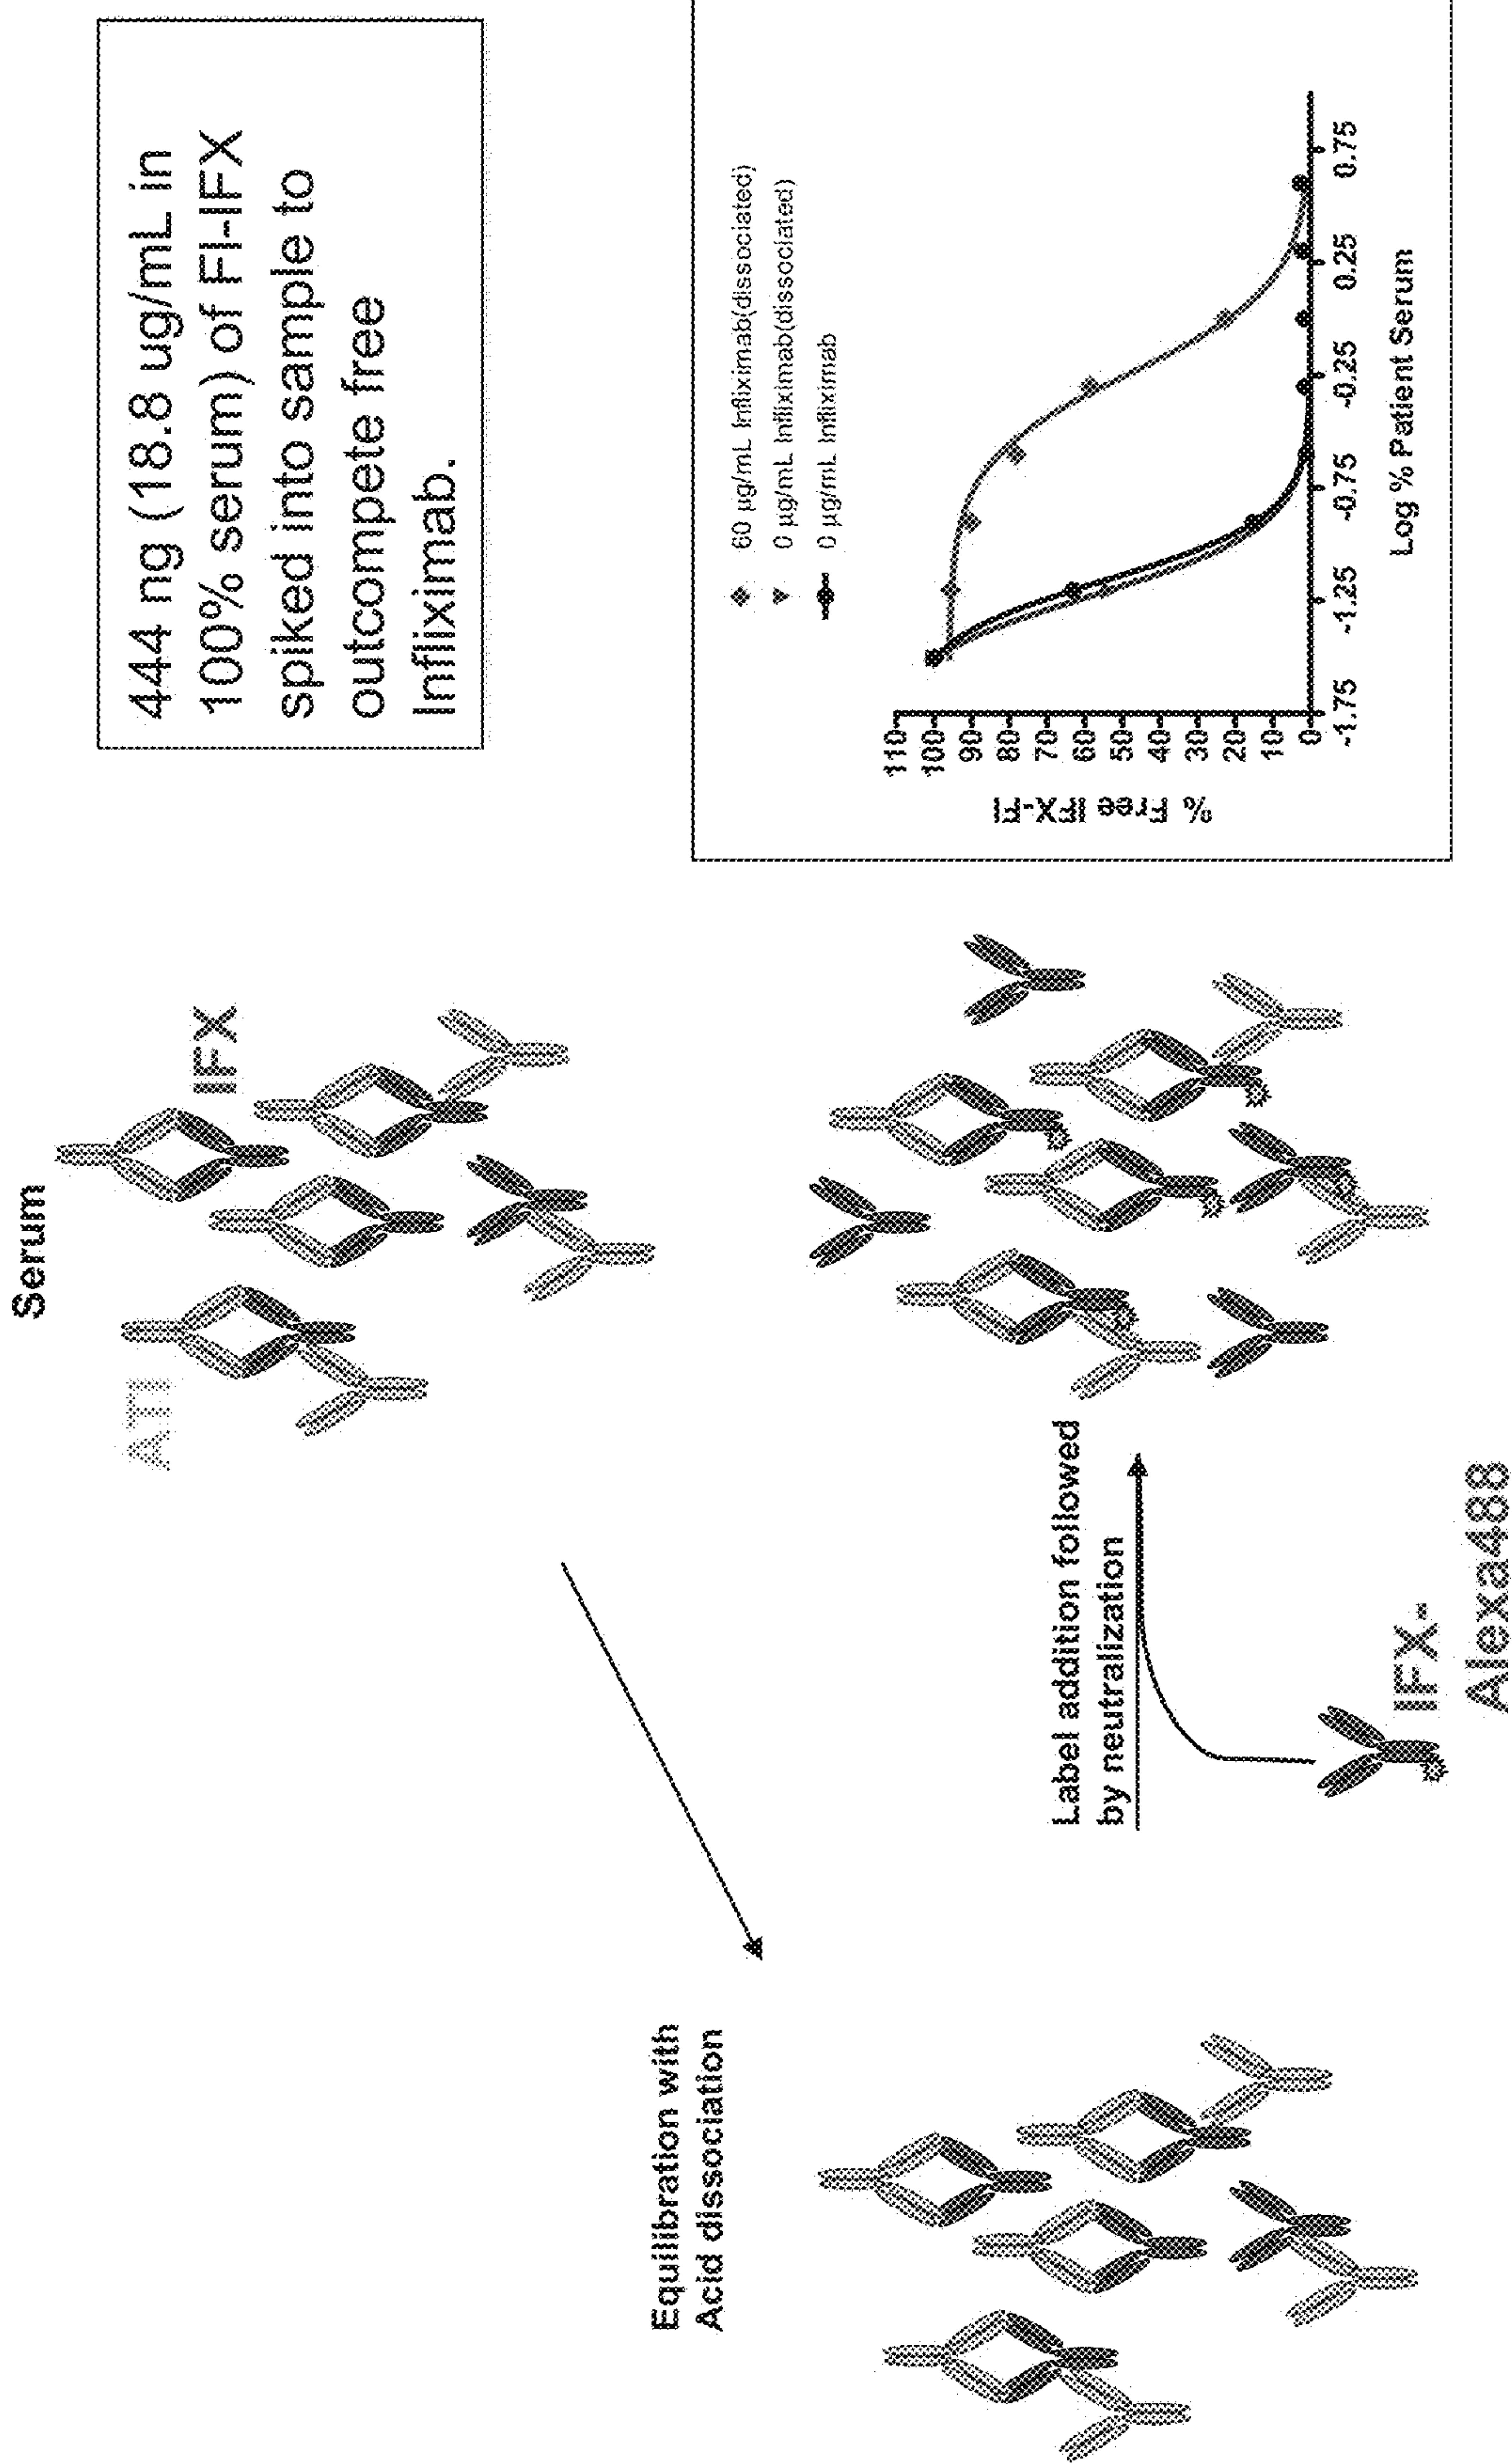 Serum
ATI
IFX
444 ng (18.8 ug/mL in
100% serum) of Fl-IFX
spiked into sample to
outcompete free
Infliximab.
Equilibration with
Acid dissociation
Label addition followed
by neutralization
IFX-
Alexa488
60 µg/mL Infliximab(dissociated)
0 µg/mL Infliximab(dissociated)
0 µg/mL Infliximab
% Free IFX-Fl
110
100
90
80
70
60
50
40
30
20
10
0
-1.75
-1.25
-0.75
-0.25
0.25
0.75
Log % Patient Serum